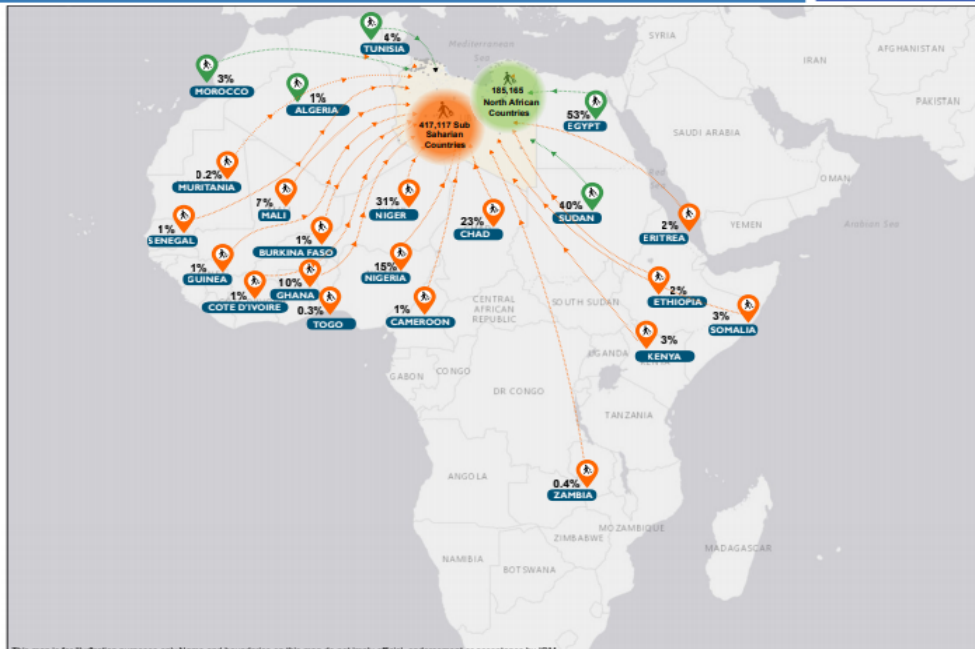 SYRIA
AFGHANISTAN
IRAN
PAKISTAN
4%
TUNISIA
Mediterranean
Sea
3%
MOROCCO
1%
ALGERIA
185,165
North African
Countries
417,117 Sub
Saharian
Countries
53%
EGYPT
SAUDI ARABIA
OMAN
Red
Sea
YEMEN
Arabian Sea
0.2%
MURITANIA
7%
MALI
31%
NIGER
23%
CHAD
40%
SUDAN
2%
ERITREA
1%
SENEGAL
1%
BURKINA FASO
1%
GUINEA
15%
NIGERIA
1%
COTE D'IVOIRE
10%
GHANA
0.3%
TOGO
1%
CAMEROON
CENTRAL
AFRICAN
REPUBLIC
SOUTH SUDAN
2%
ETHIOPIA
3%
SOMALIA
3%
KENYA
UGANDA
GABON
CONGO
DR CONGO
TANZANIA
ANGOLA
0.4%
ZAMBIA
MOZAMBIQUE
ZIMBABWE
MADAGASCAR
NAMIBIA
BOTSWANA